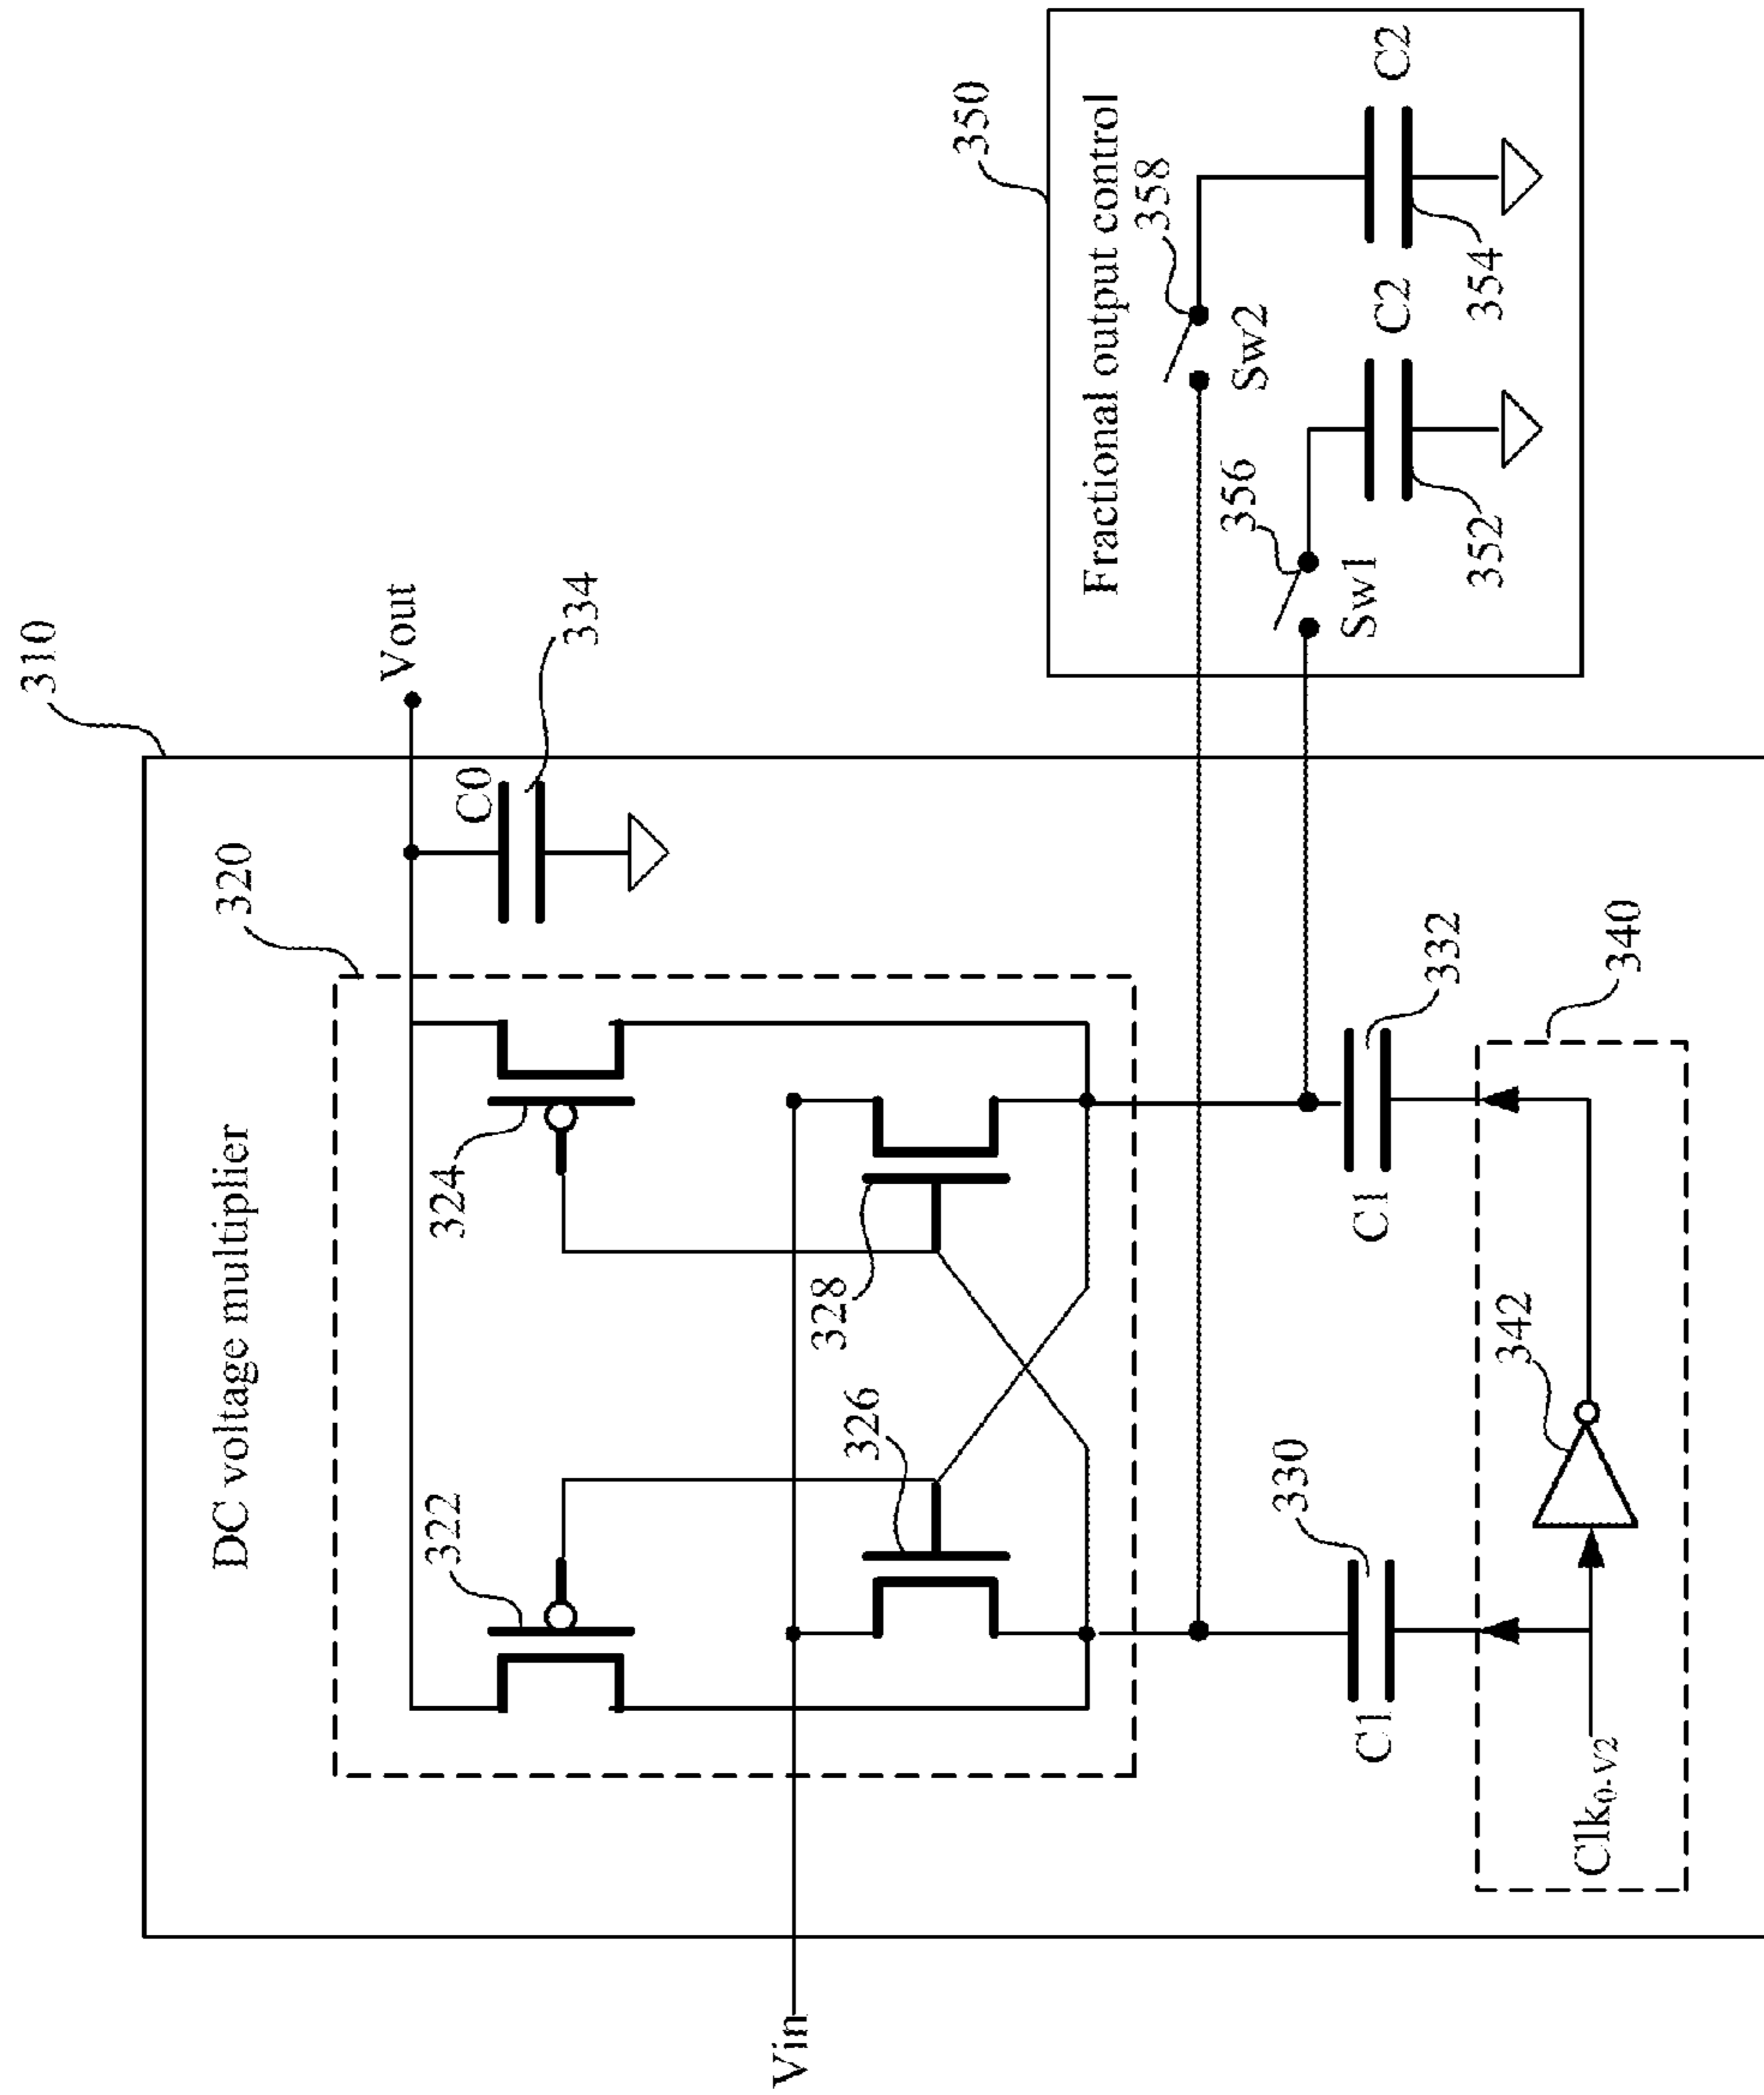 310
DC voltage multiplier
320
Vout
322
324
C0
334
326
328
Vin
330
C1
332
C1
340
342
Clk0-V2
350
Fractional output control
358
Sw2
356
Sw1
C2
C2
352
354